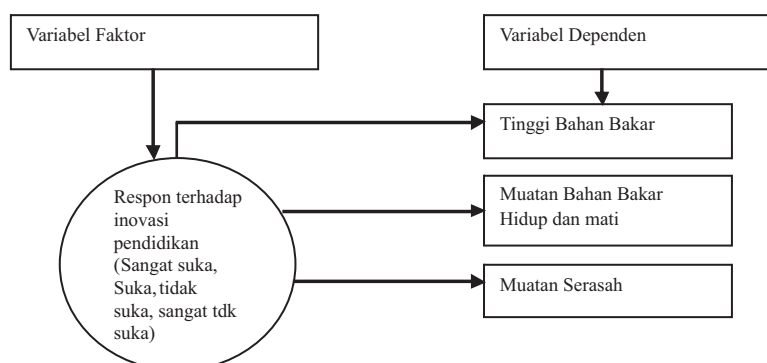 Variabel Faktor
Variabel Dependen
Tinggi Bahan Bakar
Respon terhadap
inovasi
pendidikan
(Sangat suka,
Suka, tidak
suka, sangat tdk
suka)
Muatan Bahan Bakar
Hidup dan mati
Muatan Serasah